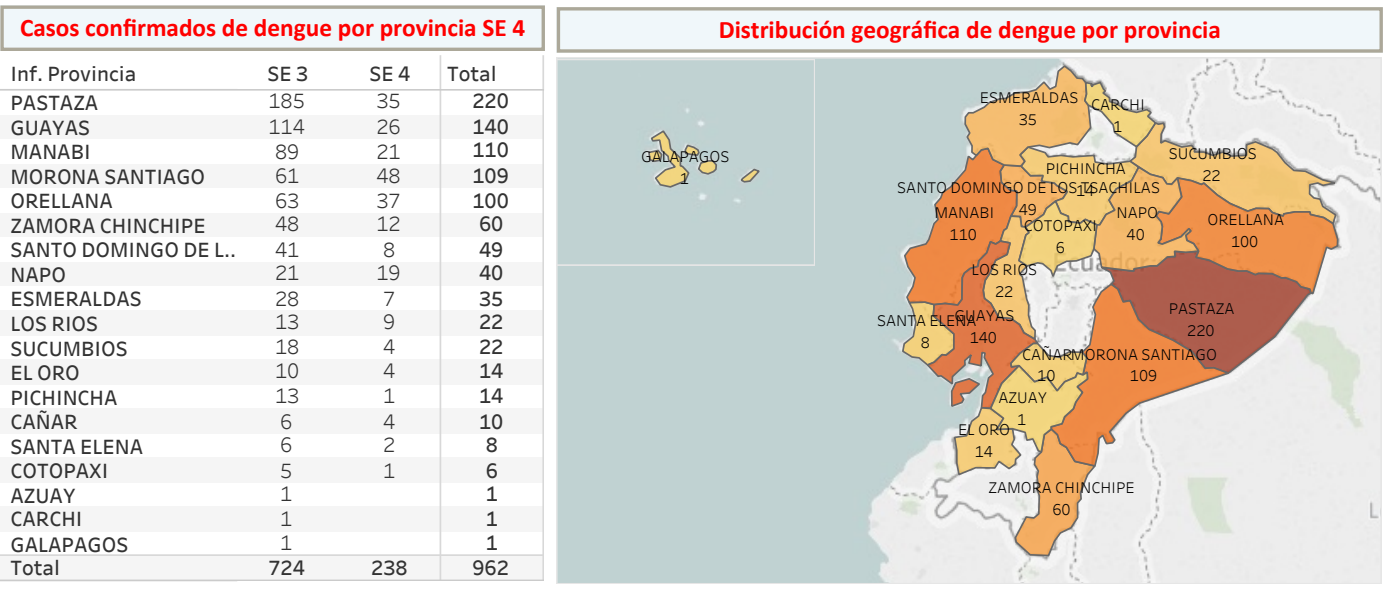 Casos confirmados de dengue por provincia SE 4
Inf. Provincia SE 3 SE 4 Total
PASTAZA 185 35 220
GUAYAS 114 26 140
MANABI 89 21 110
MORONA SANTIAGO 61 48 109
ORELLANA 63 37 100
ZAMORA CHINCHIPE 48 12 60
SANTO DOMINGO DE L.. 41 8 49
NAPO 21 19 40
ESMERALDAS 28 7 35
LOS RIOS 13 9 22
SUCUMBIOS 18 4 22
EL ORO 10 4 14
PICHINCHA 13 1 14
CAÑAR 6 4 10
SANTA ELENA 6 2 8
COTOPAXI 5 1 6
AZUAY 1 1
CARCHI 1 1
GALAPAGOS 1 1
Total 724 238 962
Distribución geográfica de dengue por provincia
ESMERALDAS
35
CARCHI
1
GALAPAGOS
1
SUCUMBIOS
22
PICHINCHA
14
SANTO DOMINGO DE LOS TSACHILAS
49
MANABI
110
NAPO
40
ORELLANA
100
COTOPAXI
6
Ecuador
LOS RIOS
22
PASTAZA
220
SANTA ELENA
8
GUAYAS
140
CAÑAR
10
MORONA SANTIAGO
109
AZUAY
1
EL ORO
14
ZAMORA CHINCHIPE
60
L